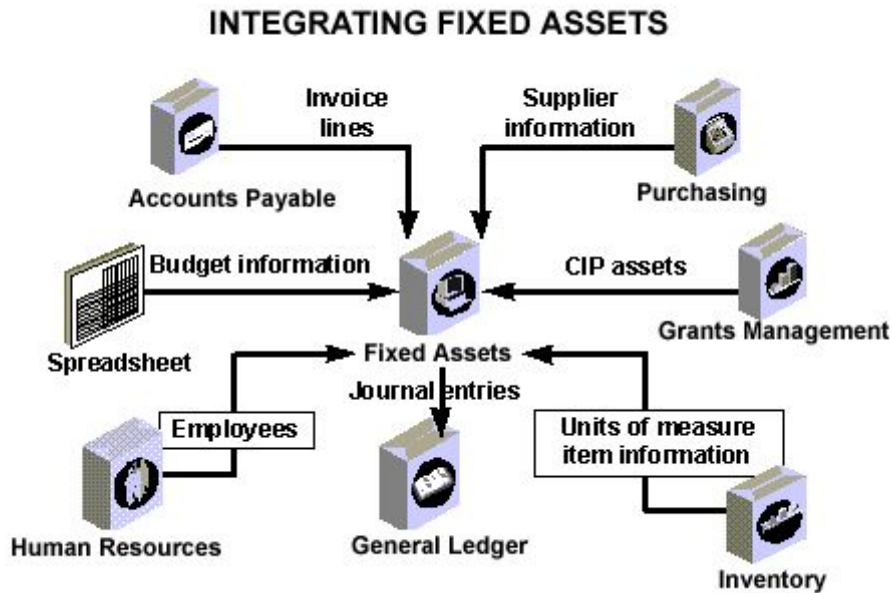 INTEGRATING FIXED ASSETS
Invoice
lines
Supplier
information
Accounts Payable
Purchasing
Budget information
CIP assets
Spreadsheet
Fixed Assets
Grants Management
Journal entries
Employees
Units of measure
item information
Human Resources
General Ledger
Inventory